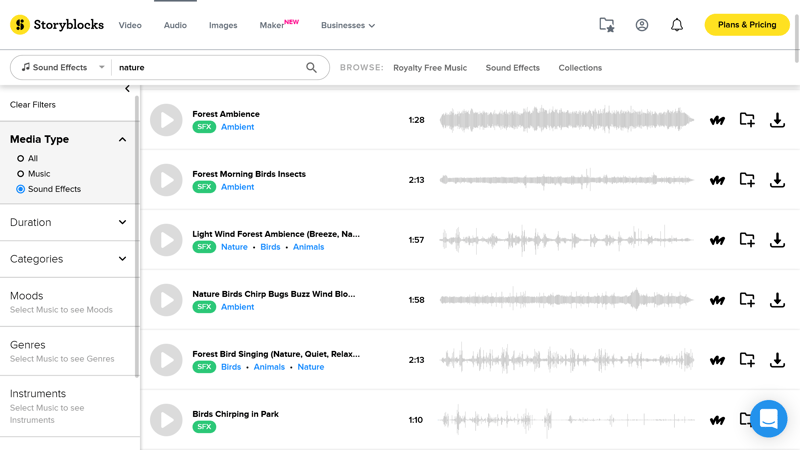 Storyblocks
Video
Audio
Images
Maker NEW
Businesses
Plans & Pricing
Sound Effects
nature
BROWSE:
Royalty Free Music
Sound Effects
Collections
Clear Filters
Media Type
All
Music
Sound Effects
Duration
Categories
Moods
Select Music to see Moods
Genres
Select Music to see Genres
Instruments
Select Music to see
Instruments
Forest Ambience
SFX Ambient
1:28
Forest Morning Birds Insects
SFX Ambient
2:13
Light Wind Forest Ambience (Breeze, Na...
SFX Nature • Birds • Animals
1:57
Nature Birds Chirp Bugs Buzz Wind Blo...
SFX Ambient
1:58
Forest Bird Singing (Nature, Quiet, Relax...
SFX Birds • Animals • Nature
2:13
Birds Chirping in Park
SFX
1:10